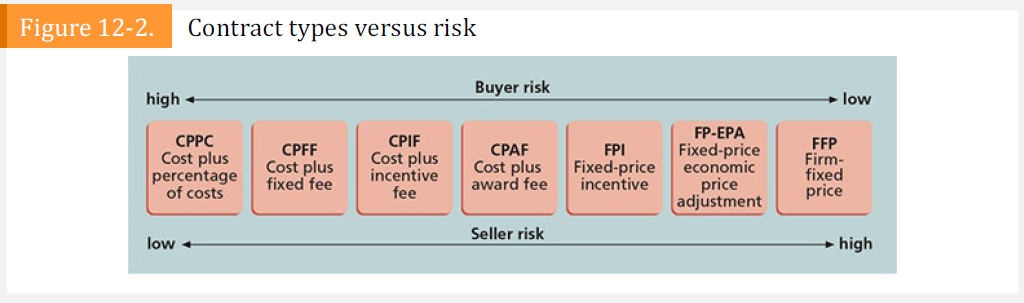 Figure 12-2. Contract types versus risk
Buyer risk
high
low
CPPC
Cost plus
percentage
of costs
CPFF
Cost plus
fixed fee
CPIF
Cost plus
incentive
fee
CPAF
Cost plus
award fee
FPI
Fixed-price
incentive
FP-EPA
Fixed-price
economic
price
adjustment
FFP
Firm-
fixed
price
Seller risk
low
high